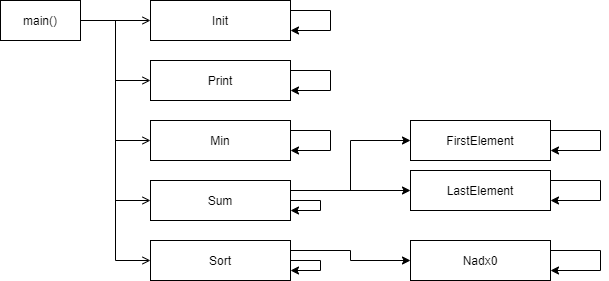 main()
Init
Print
Min
Sum
FirstElement
LastElement
Sort
Nadx0